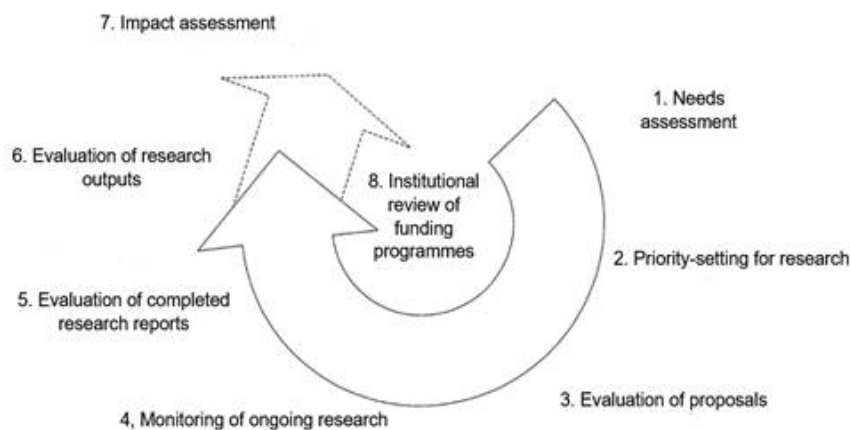 7. Impact assessment
1. Needs
assessment
6. Evaluation of research
outputs
8. Institutional
review of
funding
programmes
2. Priority-setting for research
5. Evaluation of completed
research reports
3. Evaluation of proposals
4, Monitoring of ongoing research